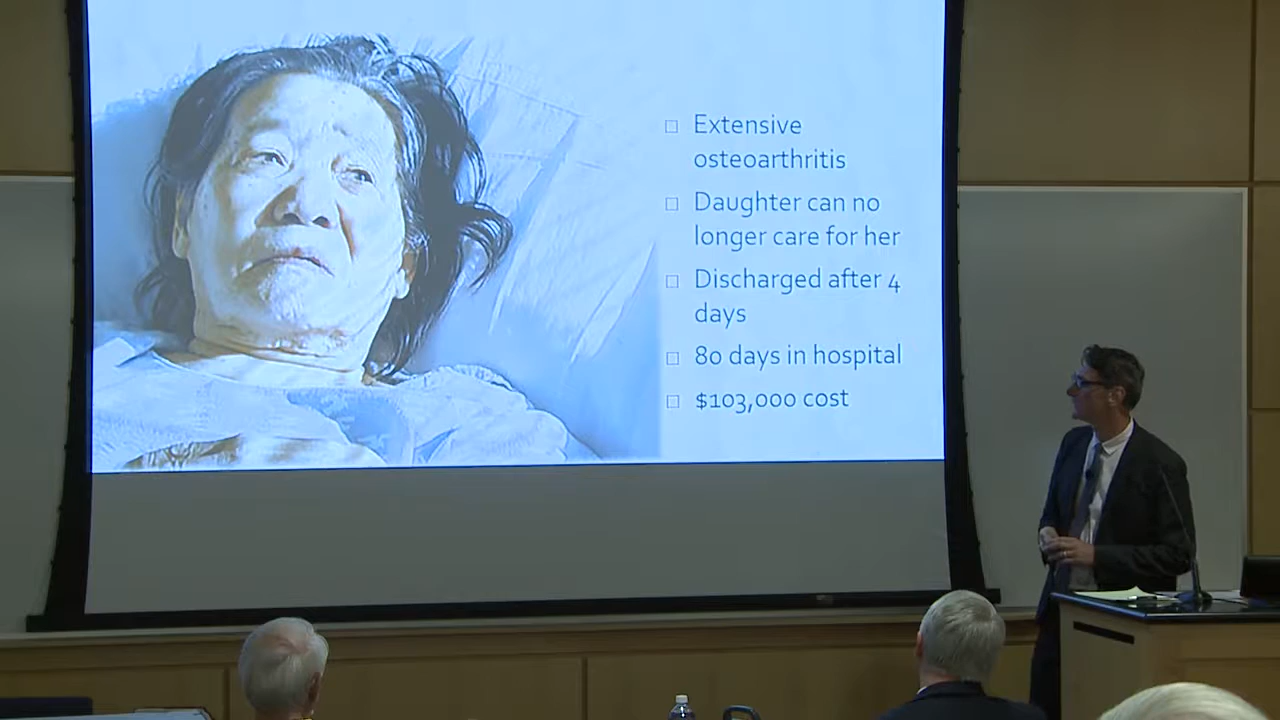 □ Extensive
osteoarthritis
□ Daughter can no
longer care for her
□ Discharged after 4
days
□ 80 days in hospital
□ $103,000 cost